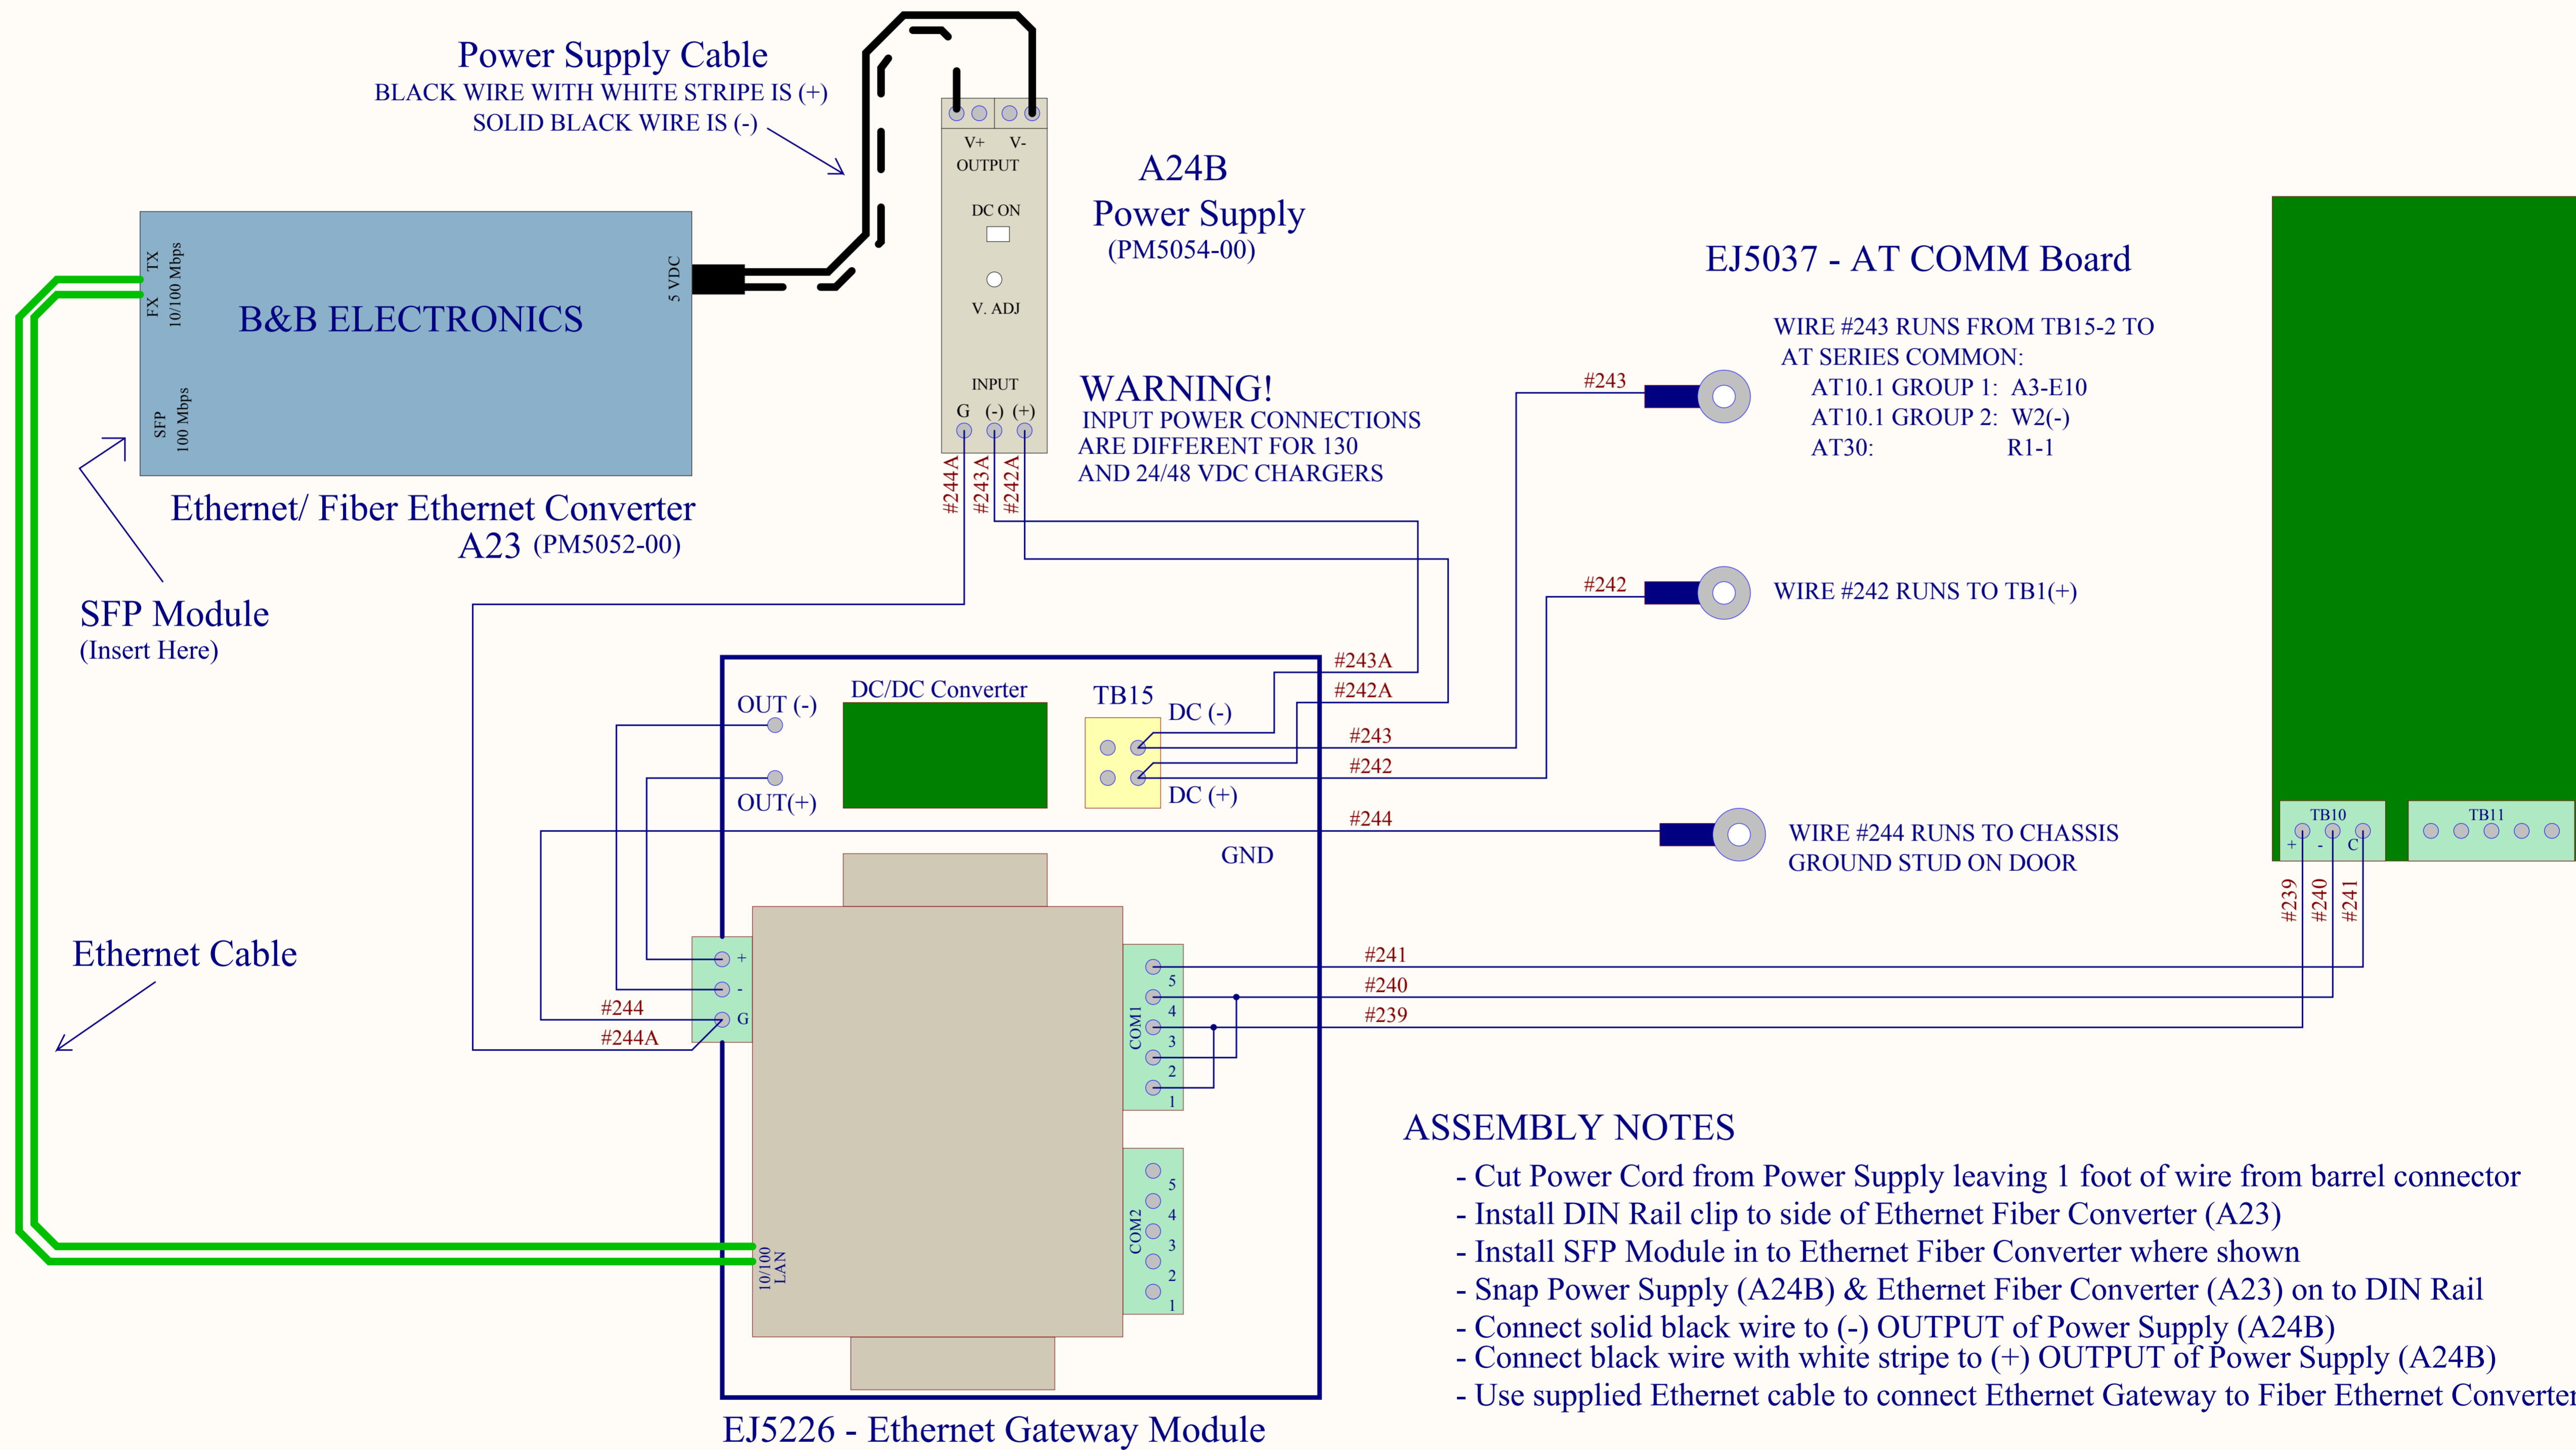 Power Supply Cable
BLACK WIRE WITH WHITE STRIPE IS (+)
SOLID BLACK WIRE IS (-)
V+ V-
OUTPUT
DC ON
V. ADJ
INPUT
G (-) (+)
#244A
#243A
#242A
A24B
Power Supply
(PM5054-00)
WARNING!
INPUT POWER CONNECTIONS
ARE DIFFERENT FOR 130
AND 24/48 VDC CHARGERS
TX
FX
10/100 Mbps
SFP
100 Mbps
B&B ELECTRONICS
5 VDC
Ethernet/ Fiber Ethernet Converter
A23 (PM5052-00)
SFP Module
(Insert Here)
Ethernet Cable
EJ5037 - AT COMM Board
WIRE #243 RUNS FROM TB15-2 TO
AT SERIES COMMON:
AT10.1 GROUP 1: A3-E10
AT10.1 GROUP 2: W2(-)
AT30: R1-1
#243
#242
WIRE #242 RUNS TO TB1(+)
#243A
#242A
#243
#242
#244
WIRE #244 RUNS TO CHASSIS
GROUND STUD ON DOOR
OUT (-)
OUT(+)
DC/DC Converter
TB15
DC (-)
DC (+)
GND
+
-
G
#244
#244A
COM1
5
4
3
2
1
COM2
5
4
3
2
1
10/100
LAN
#241
#240
#239
TB10
+ - C
TB11
#239
#240
#241
EJ5226 - Ethernet Gateway Module
ASSEMBLY NOTES
- Cut Power Cord from Power Supply leaving 1 foot of wire from barrel connector
- Install DIN Rail clip to side of Ethernet Fiber Converter (A23)
- Install SFP Module in to Ethernet Fiber Converter where shown
- Snap Power Supply (A24B) & Ethernet Fiber Converter (A23) on to DIN Rail
- Connect solid black wire to (-) OUTPUT of Power Supply (A24B)
- Connect black wire with white stripe to (+) OUTPUT of Power Supply (A24B)
- Use supplied Ethernet cable to connect Ethernet Gateway to Fiber Ethernet Converter